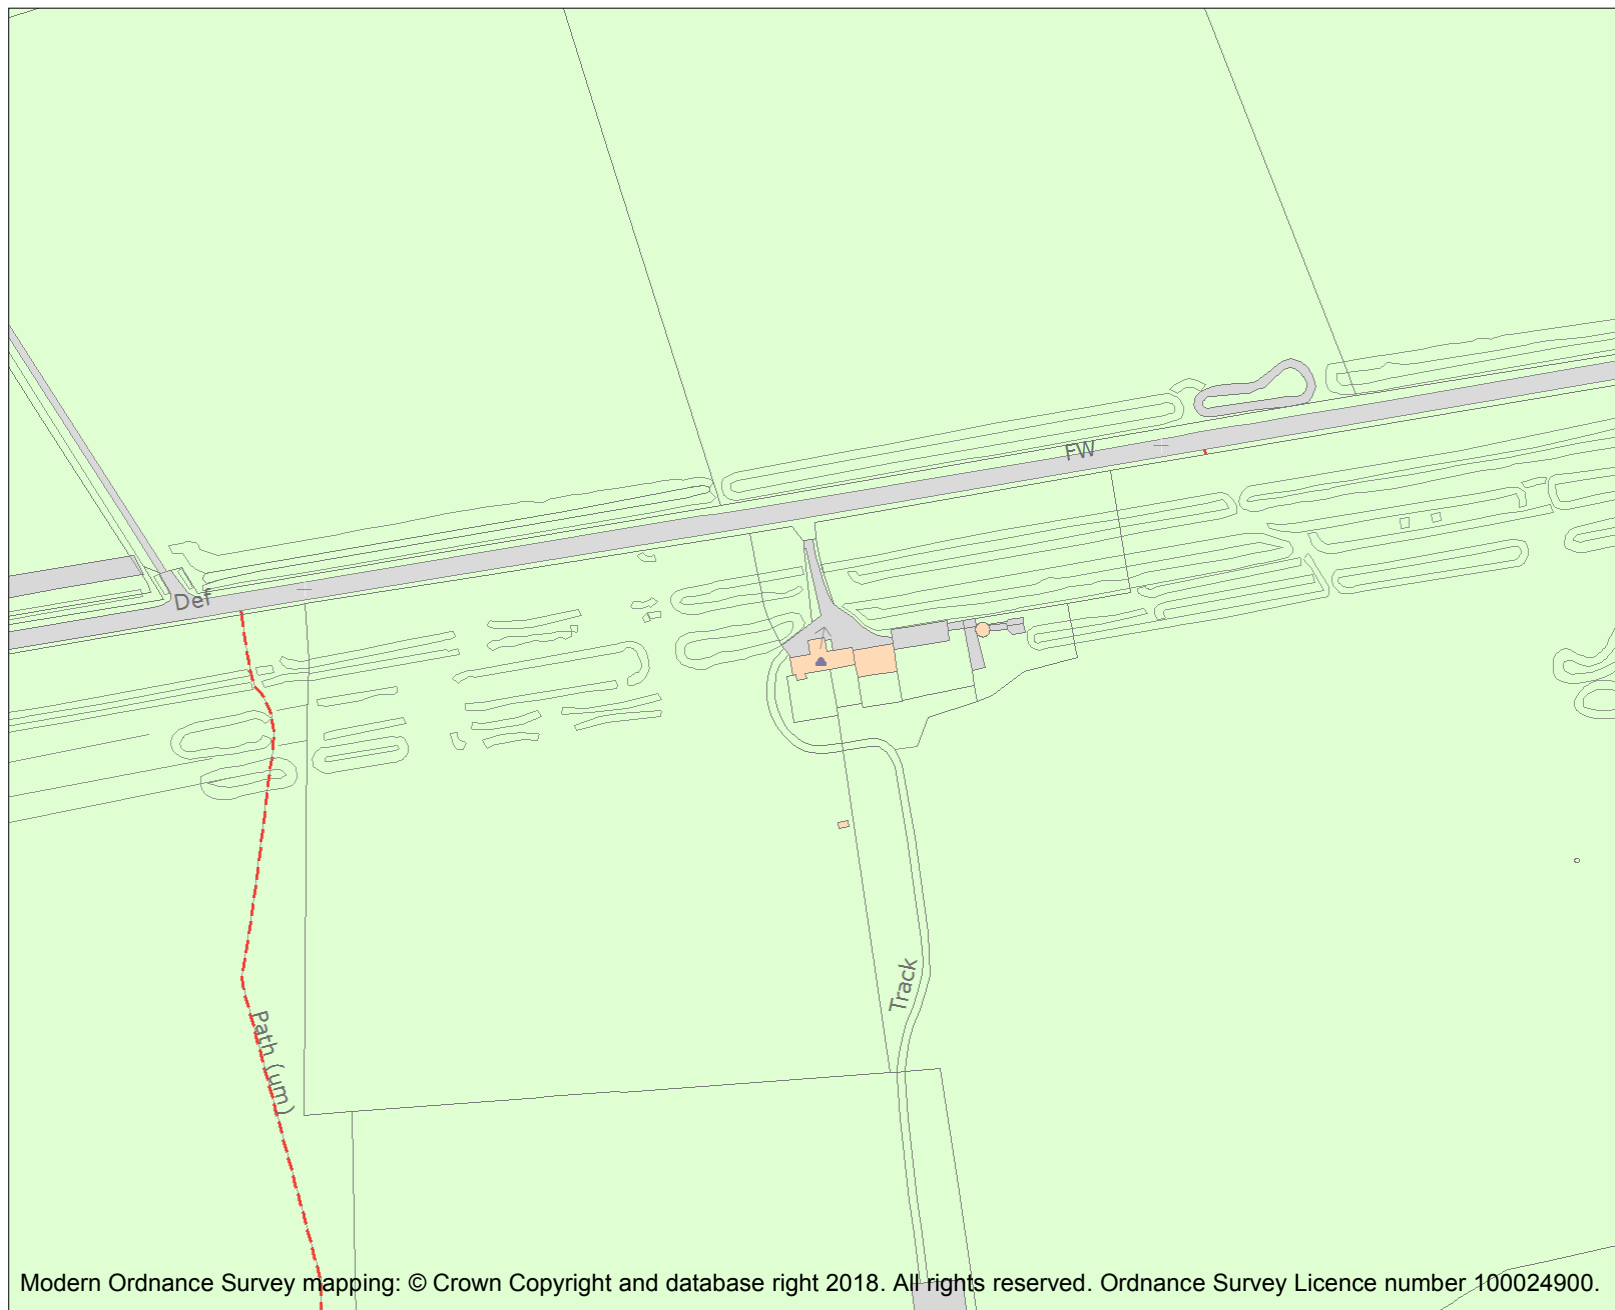 FW
Def
Track
Path (um)
Modern Ordnance Survey mapping: © Crown Copyright and database right 2018. All rights reserved. Ordnance Survey Licence number 100024900.